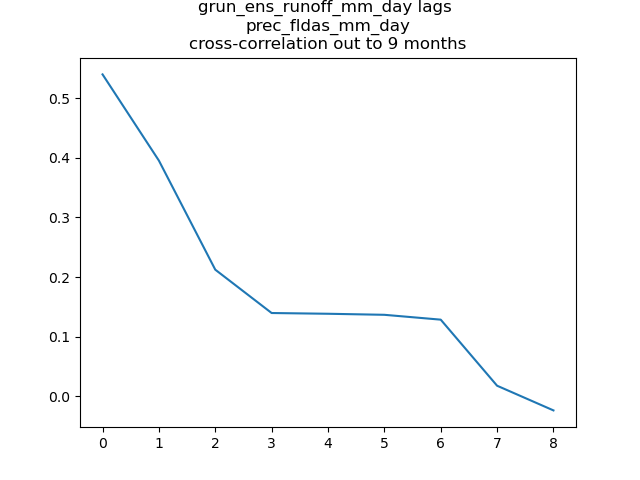 grun_ens_runoff_mm_day lags
prec_fldas_mm_day
cross-correlation out to 9 months
0.5
0.4
0.3
0.2
0.1
0.0
0 1 2 3 4 5 6 7 8